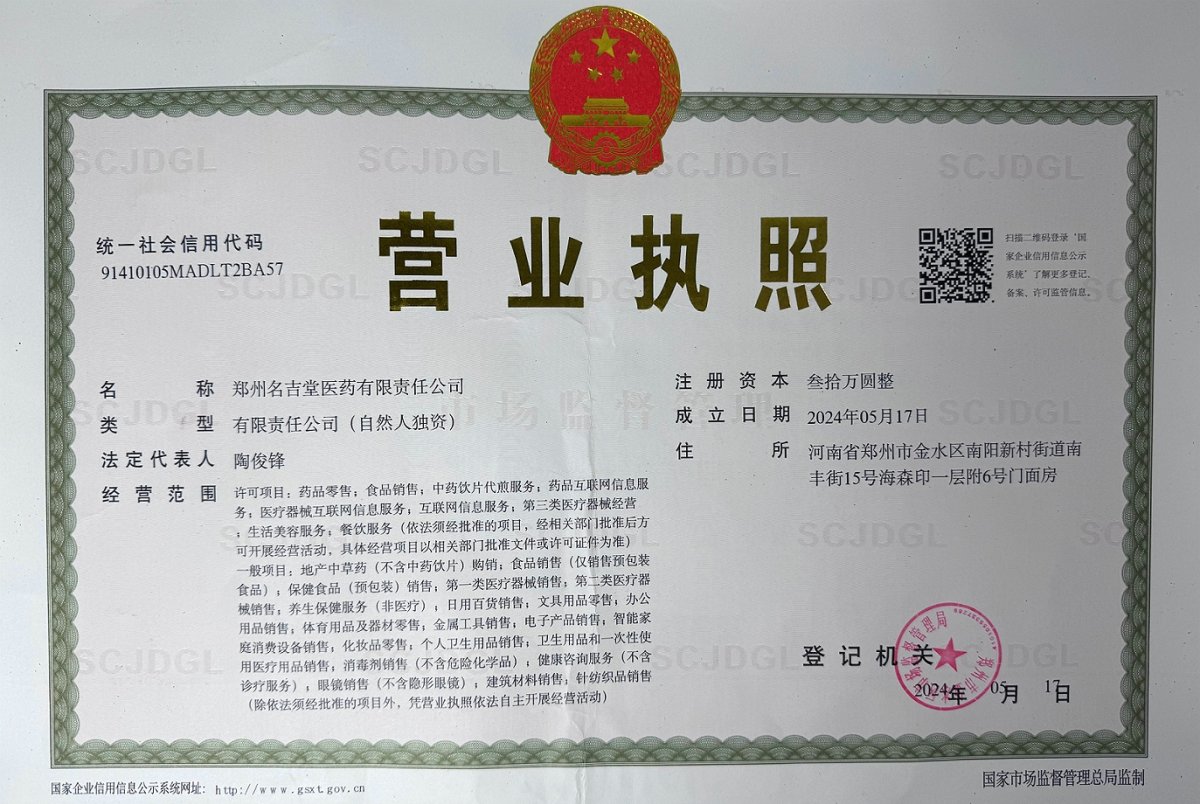 营业执照
统一社会信用代码
91410105MADLT2BA57
扫描二维码登录‘国
家企业信用信息公示
系统’了解更多登记、
备案、许可监管信息。
名称 郑州名吉堂医药有限责任公司
类型 有限责任公司（自然人独资）
法定代表人 陶俊锋
经营范围 许可项目：药品零售；食品销售；中药饮片代煎服务；药品互联网信息服
务；医疗器械互联网信息服务；互联网信息服务；第三类医疗器械经营
；生活美容服务；餐饮服务（依法须经批准的项目，经相关部门批准后方
可开展经营活动，具体经营项目以相关部门批准文件或许可证件为准）
一般项目：地产中草药（不含中药饮片）购销；食品销售（仅销售预包装
食品）；保健食品（预包装）销售；第一类医疗器械销售；第二类医疗器
械销售；养生保健服务（非医疗）；日用百货销售；文具用品零售；办公
用品销售；体育用品及器材零售；金属工具销售；电子产品销售；智能家
庭消费设备销售；化妆品零售；个人卫生用品销售；卫生用品和一次性使
用医疗用品销售；消毒剂销售（不含危险化学品）；健康咨询服务（不含
诊疗服务）；眼镜销售（不含隐形眼镜）；建筑材料销售；针纺织品销售
（除依法须经批准的项目外，凭营业执照依法自主开展经营活动）
注册资本 叁拾万圆整
成立日期 2024年05月17日
住所 河南省郑州市金水区南阳新村街道南
丰街15号海森印一层附6号门面房
登记机关
2024年 05月 17日
国家企业信用信息公示系统网址：http://www.gsxt.gov.cn
国家市场监督管理总局监制
SCJDGL
市场监督管理